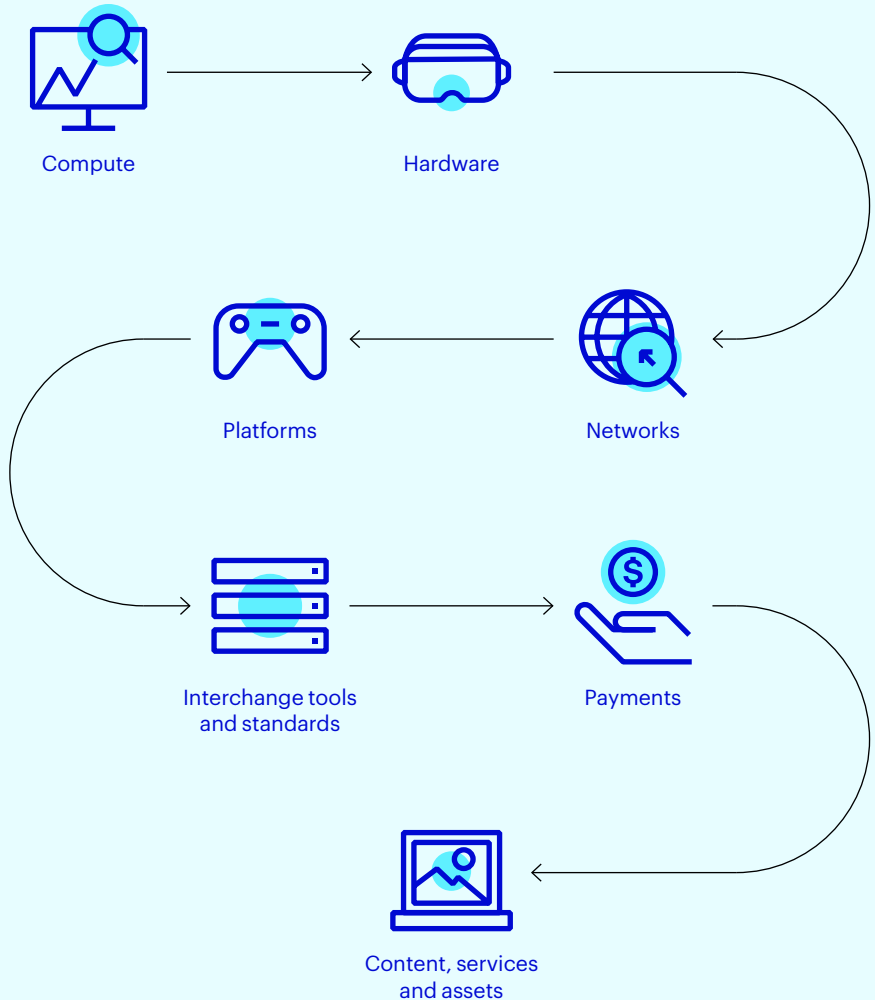 Compute
Hardware
Networks
Platforms
Interchange tools
and standards
Payments
$
Content, services
and assets